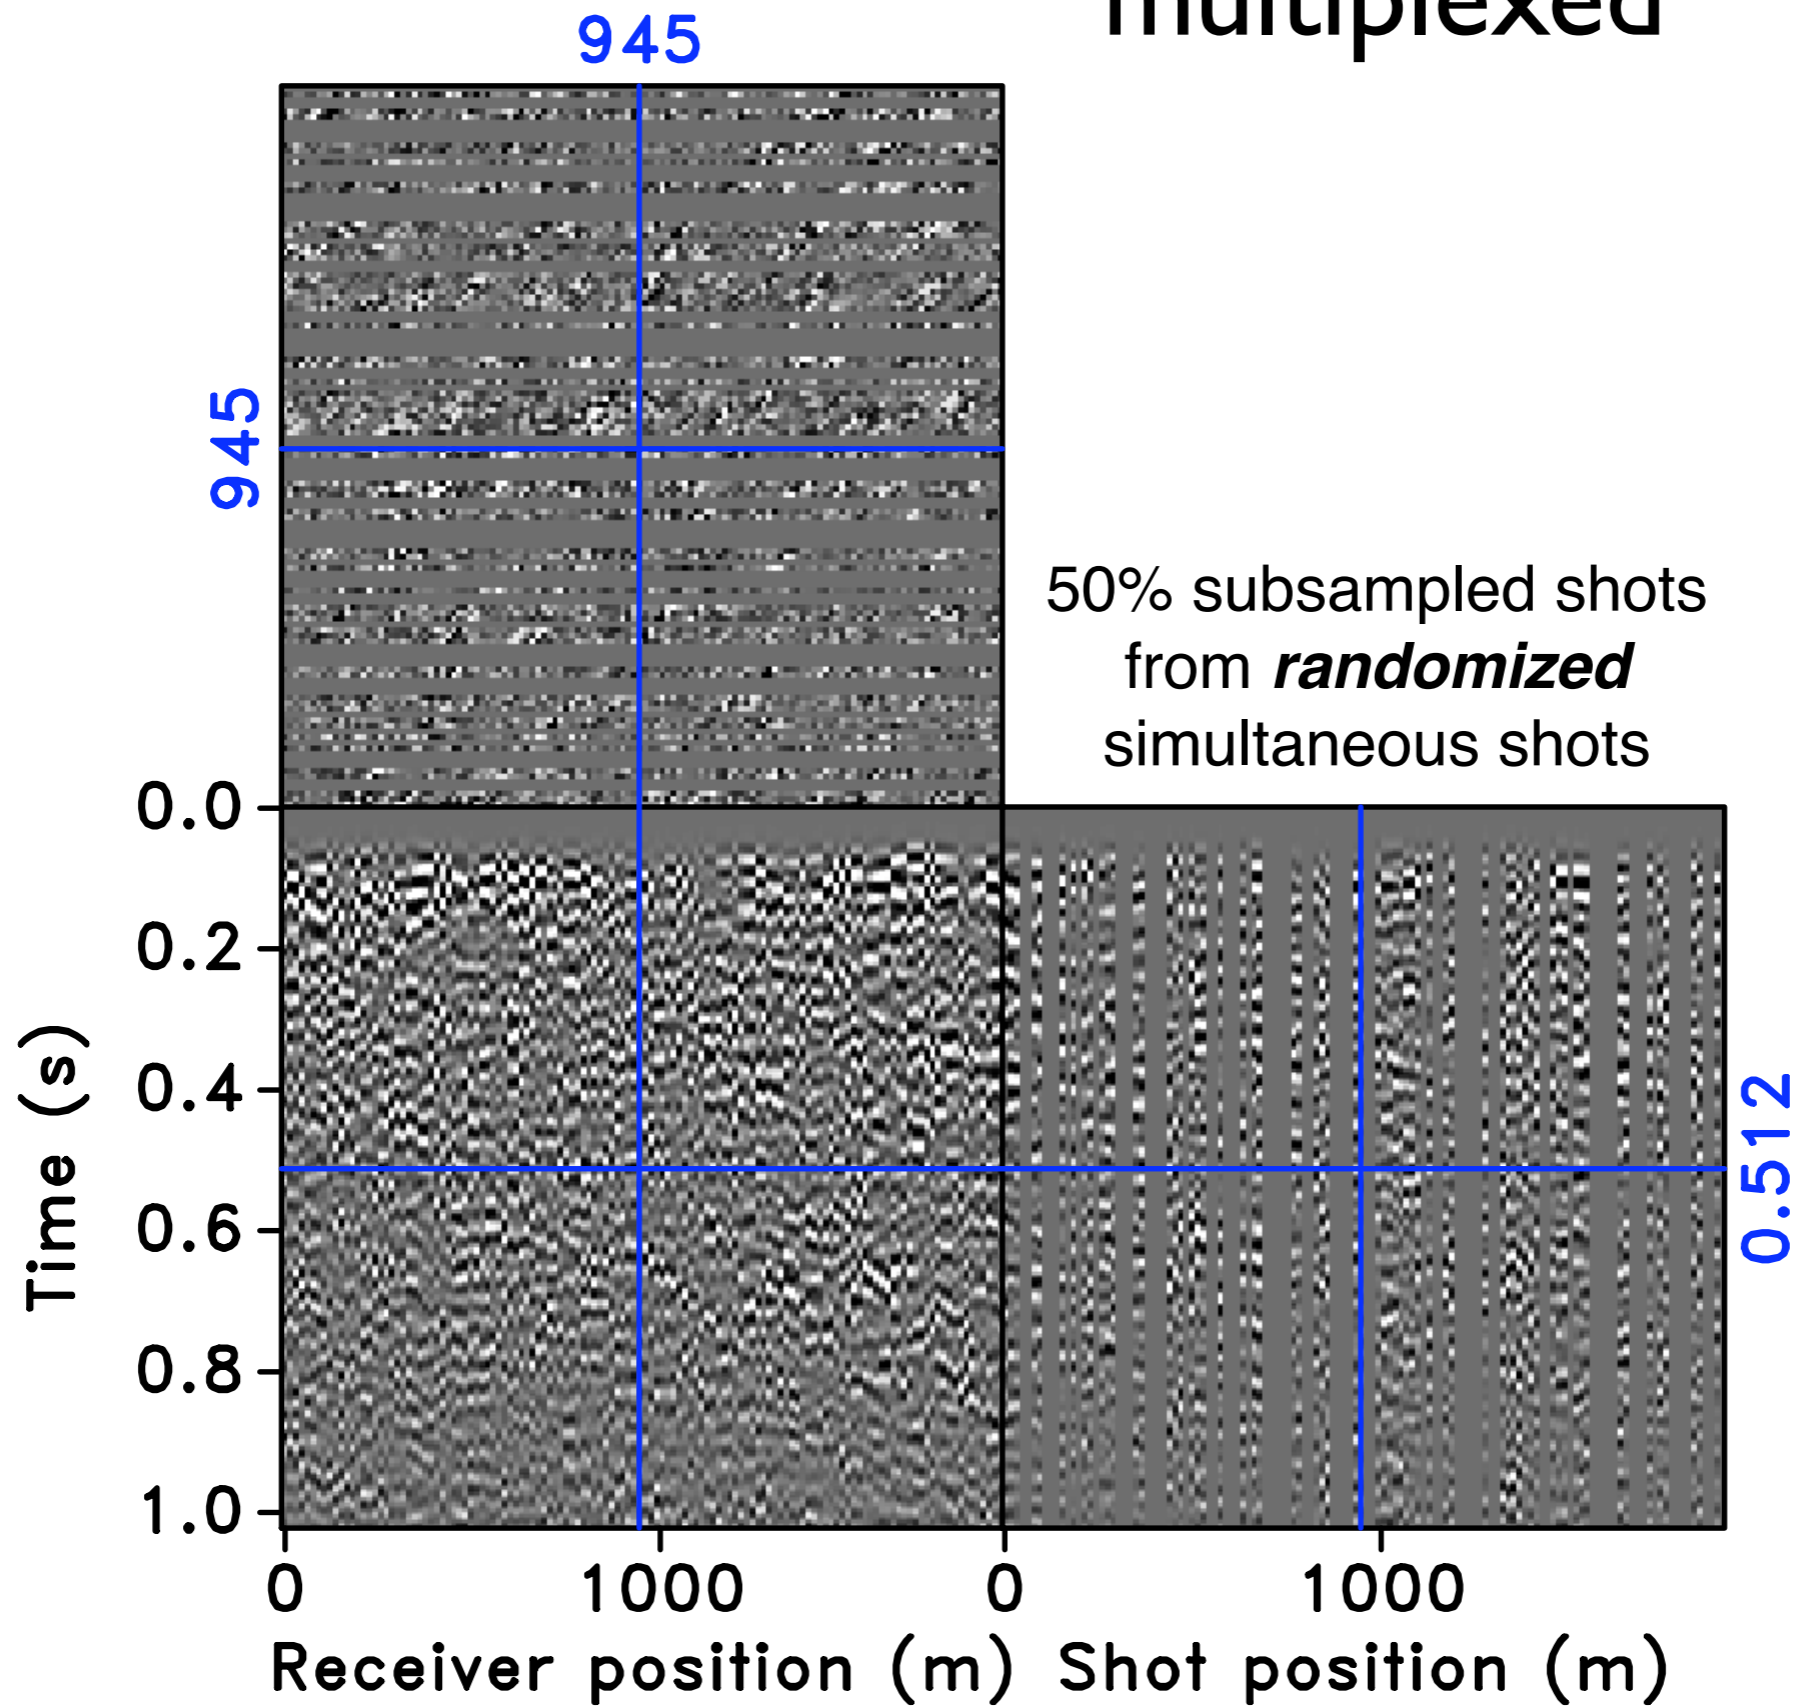 multiplexed
945
945
50% subsampled shots
from randomized
simultaneous shots
0.0
0.2
0.4
0.6
0.8
1.0
Time (s)
0.512
0 1000 0 1000
Receiver position (m) Shot position (m)